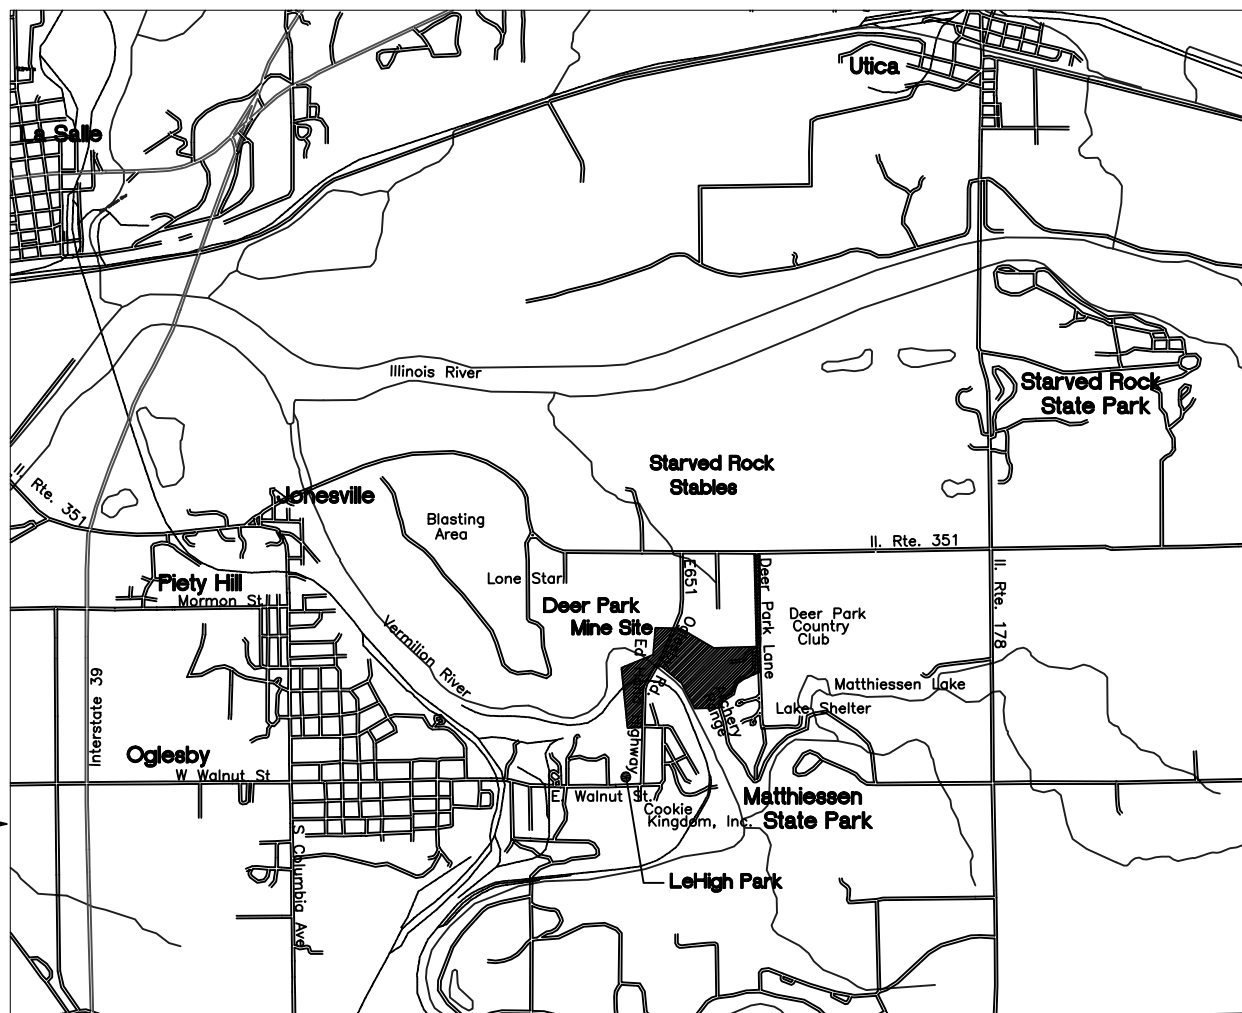 Utica
La Salle
Illinois River
Starved Rock
State Park
Starved Rock
Stables
Il. Rte. 351
Jonesville
Blasting
Area
Il. Rte. 351
Lone Star
E651
Deer Park Lane
Il. Rte. 178
Piety Hill
Mormon St.
Deer Park
Mine Site
Deer Park
Country
Club
Vermilion River
Rd.
Matthiessen Lake
Lake Shelter
Interstate 39
Oglesby
W Walnut St
E. Walnut St.
Matthiessen
State Park
Cookie
Kingdom, Inc.
S Columbia Ave
LeHigh Park